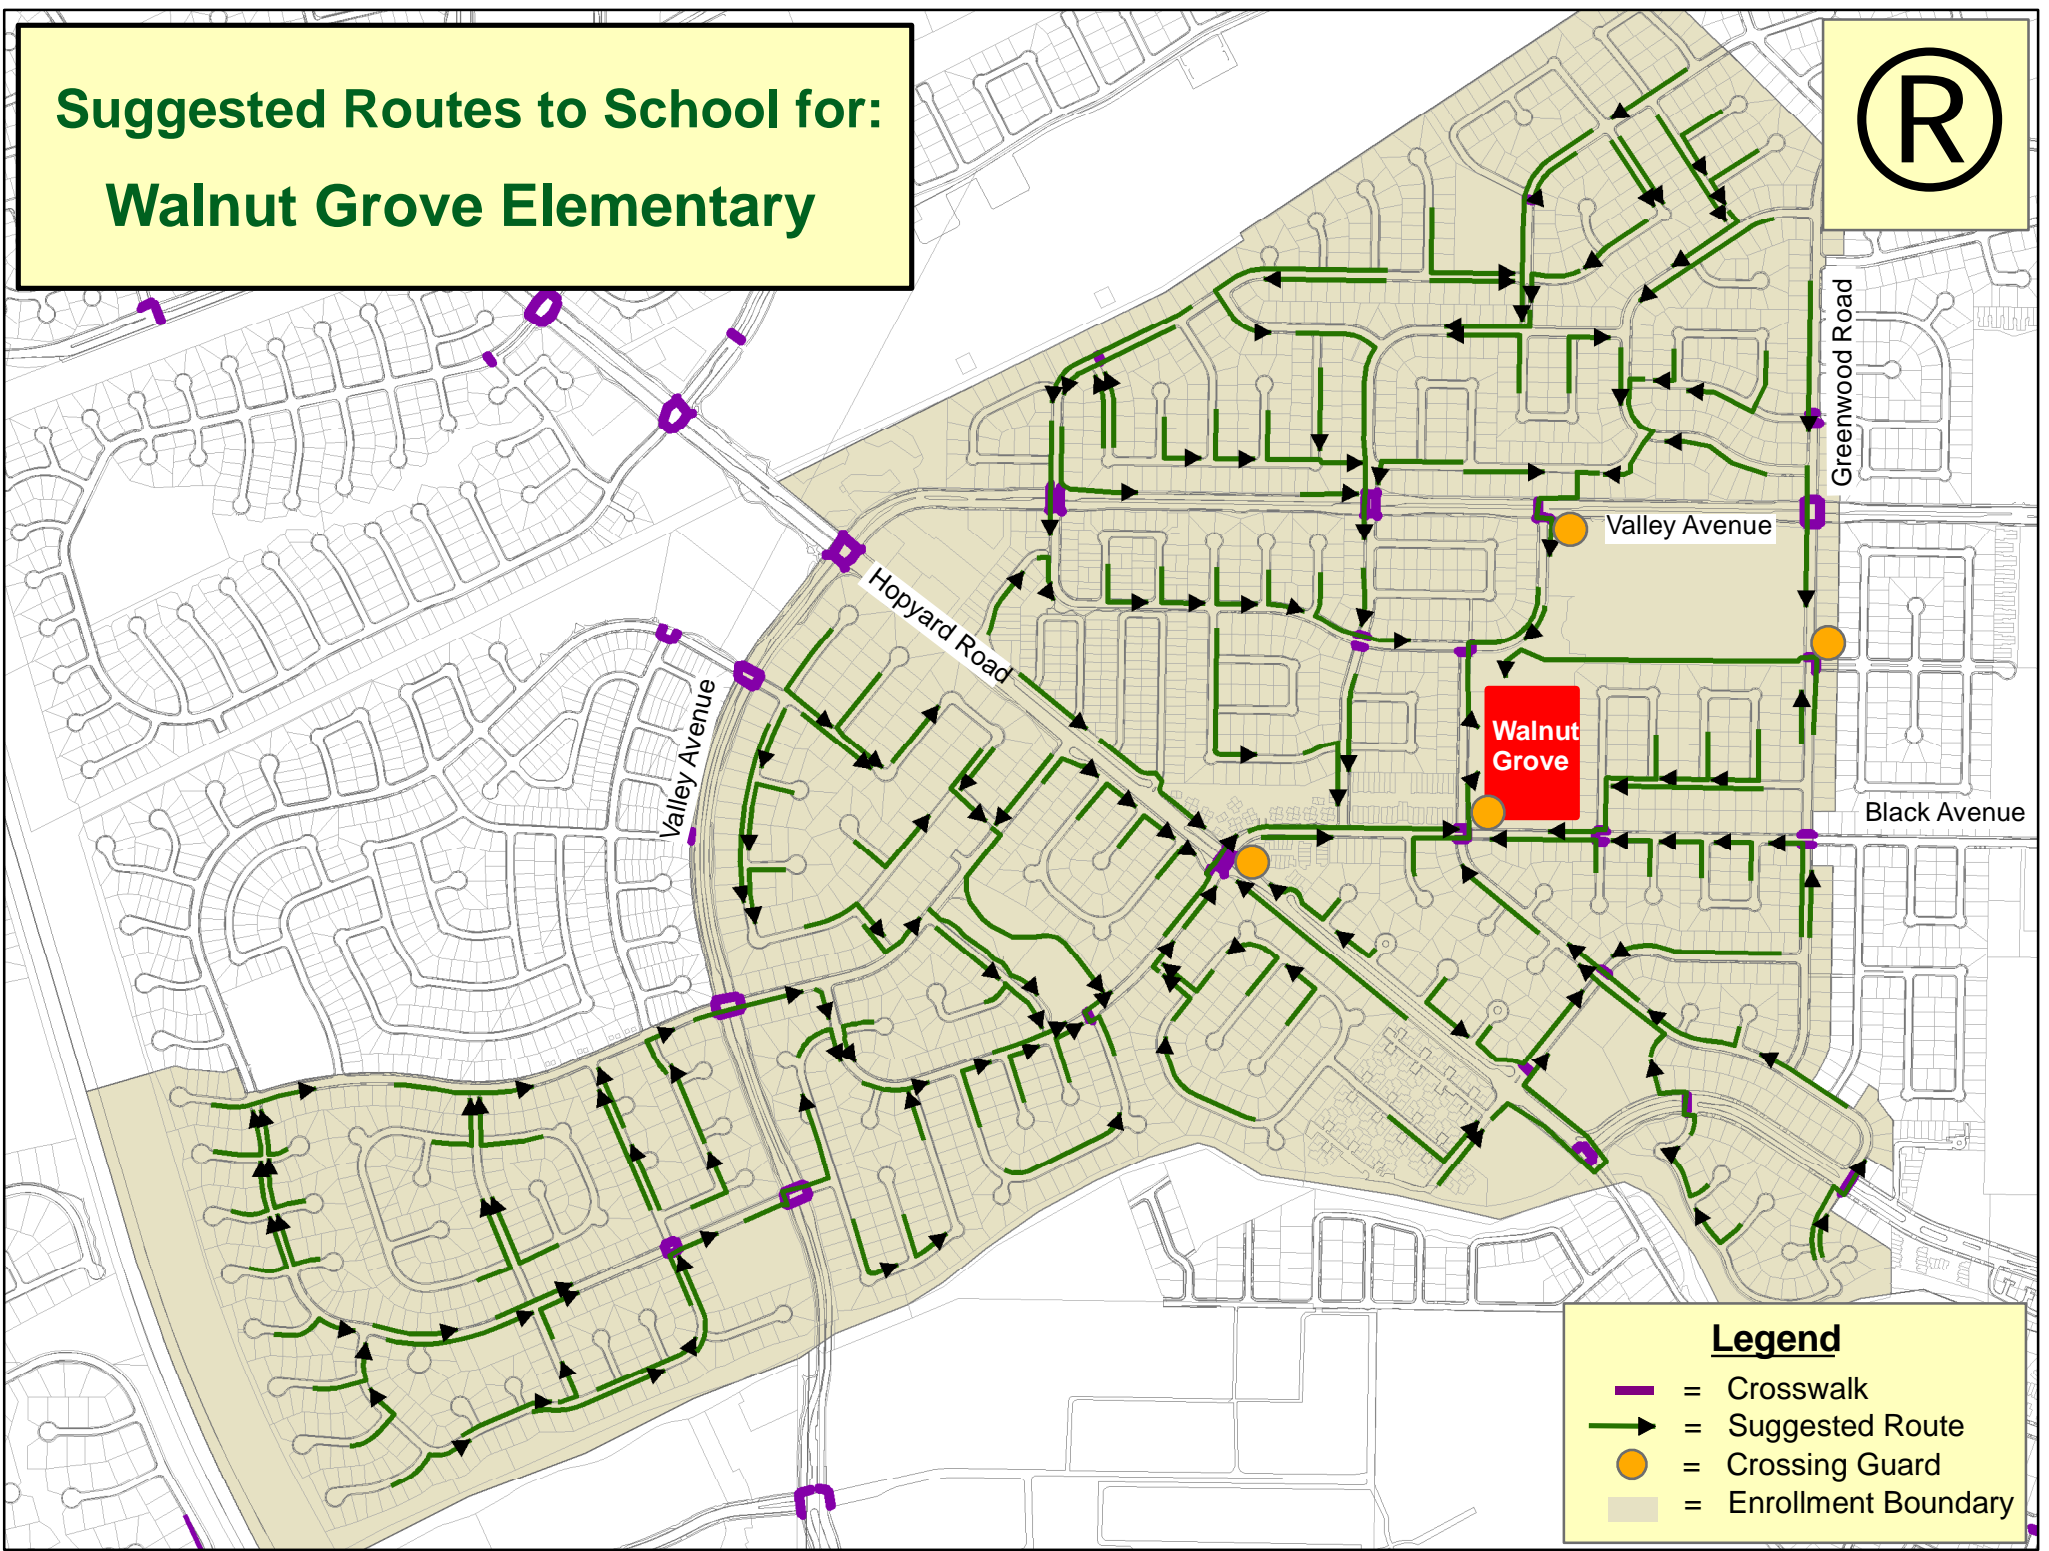 Suggested Routes to School for:
Walnut Grove Elementary
R
Greenwood Road
Valley Avenue
Hopyard Road
Valley Avenue
Walnut
Grove
Black Avenue
Legend
= Crosswalk
= Suggested Route
= Crossing Guard
= Enrollment Boundary